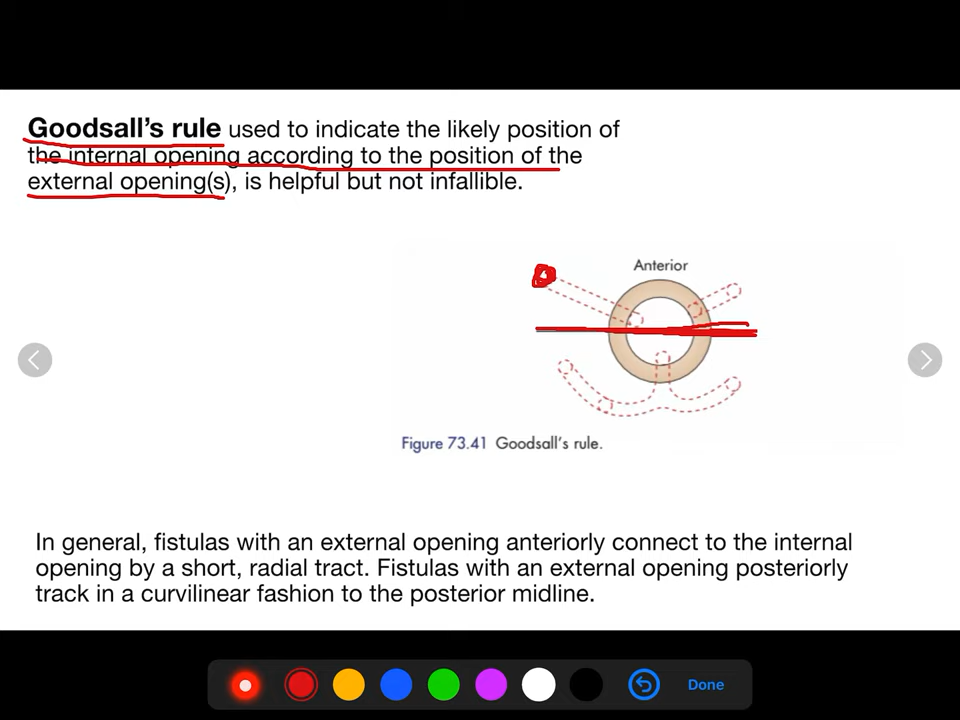 Goodsall's rule used to indicate the likely position of
the internal opening according to the position of the
external opening(s), is helpful but not infallible.
Anterior
Figure 73.41 Goodsall's rule.
In general, fistulas with an external opening anteriorly connect to the internal
opening by a short, radial tract. Fistulas with an external opening posteriorly
track in a curvilinear fashion to the posterior midline.
Done